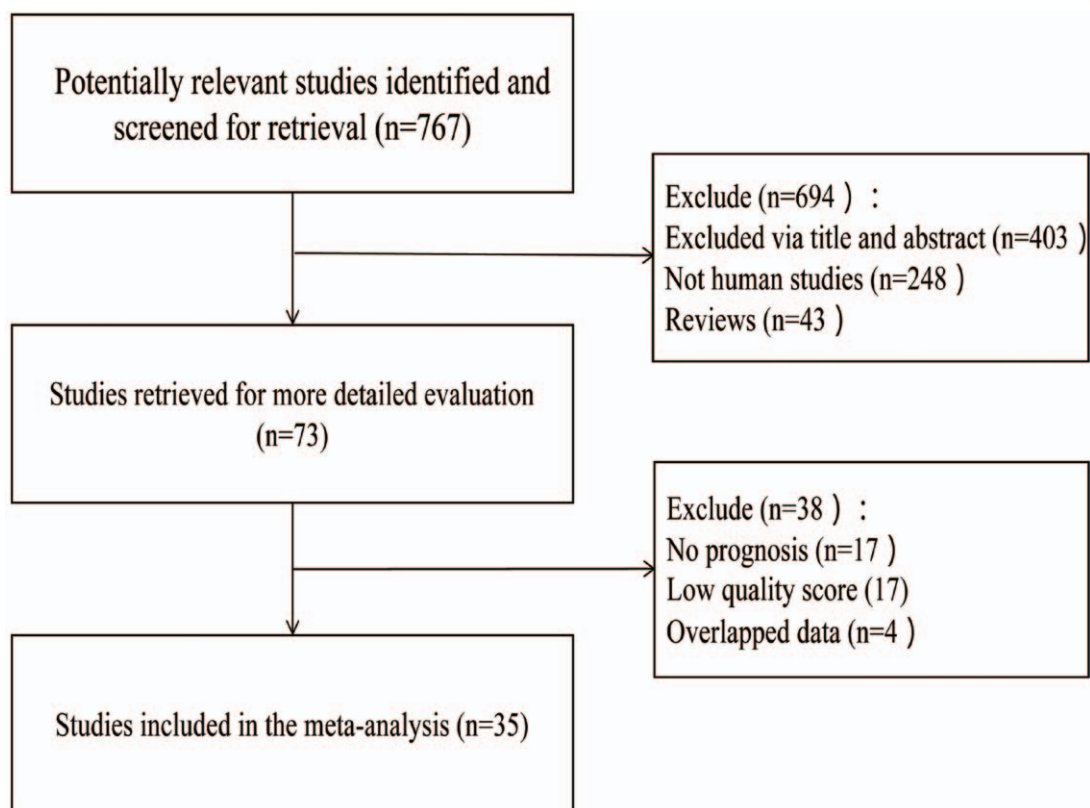 Potentially relevant studies identified and
screened for retrieval (n=767)
Exclude (n=694 ) :
Excluded via title and abstract (n=403 )
Not human studies (n=248 )
Reviews (n=43 )
Studies retrieved for more detailed evaluation
(n=73)
Exclude (n=38 ) :
No prognosis (n=17 )
Low quality score (17)
Overlapped data (n=4 )
Studies included in the meta-analysis (n=35)